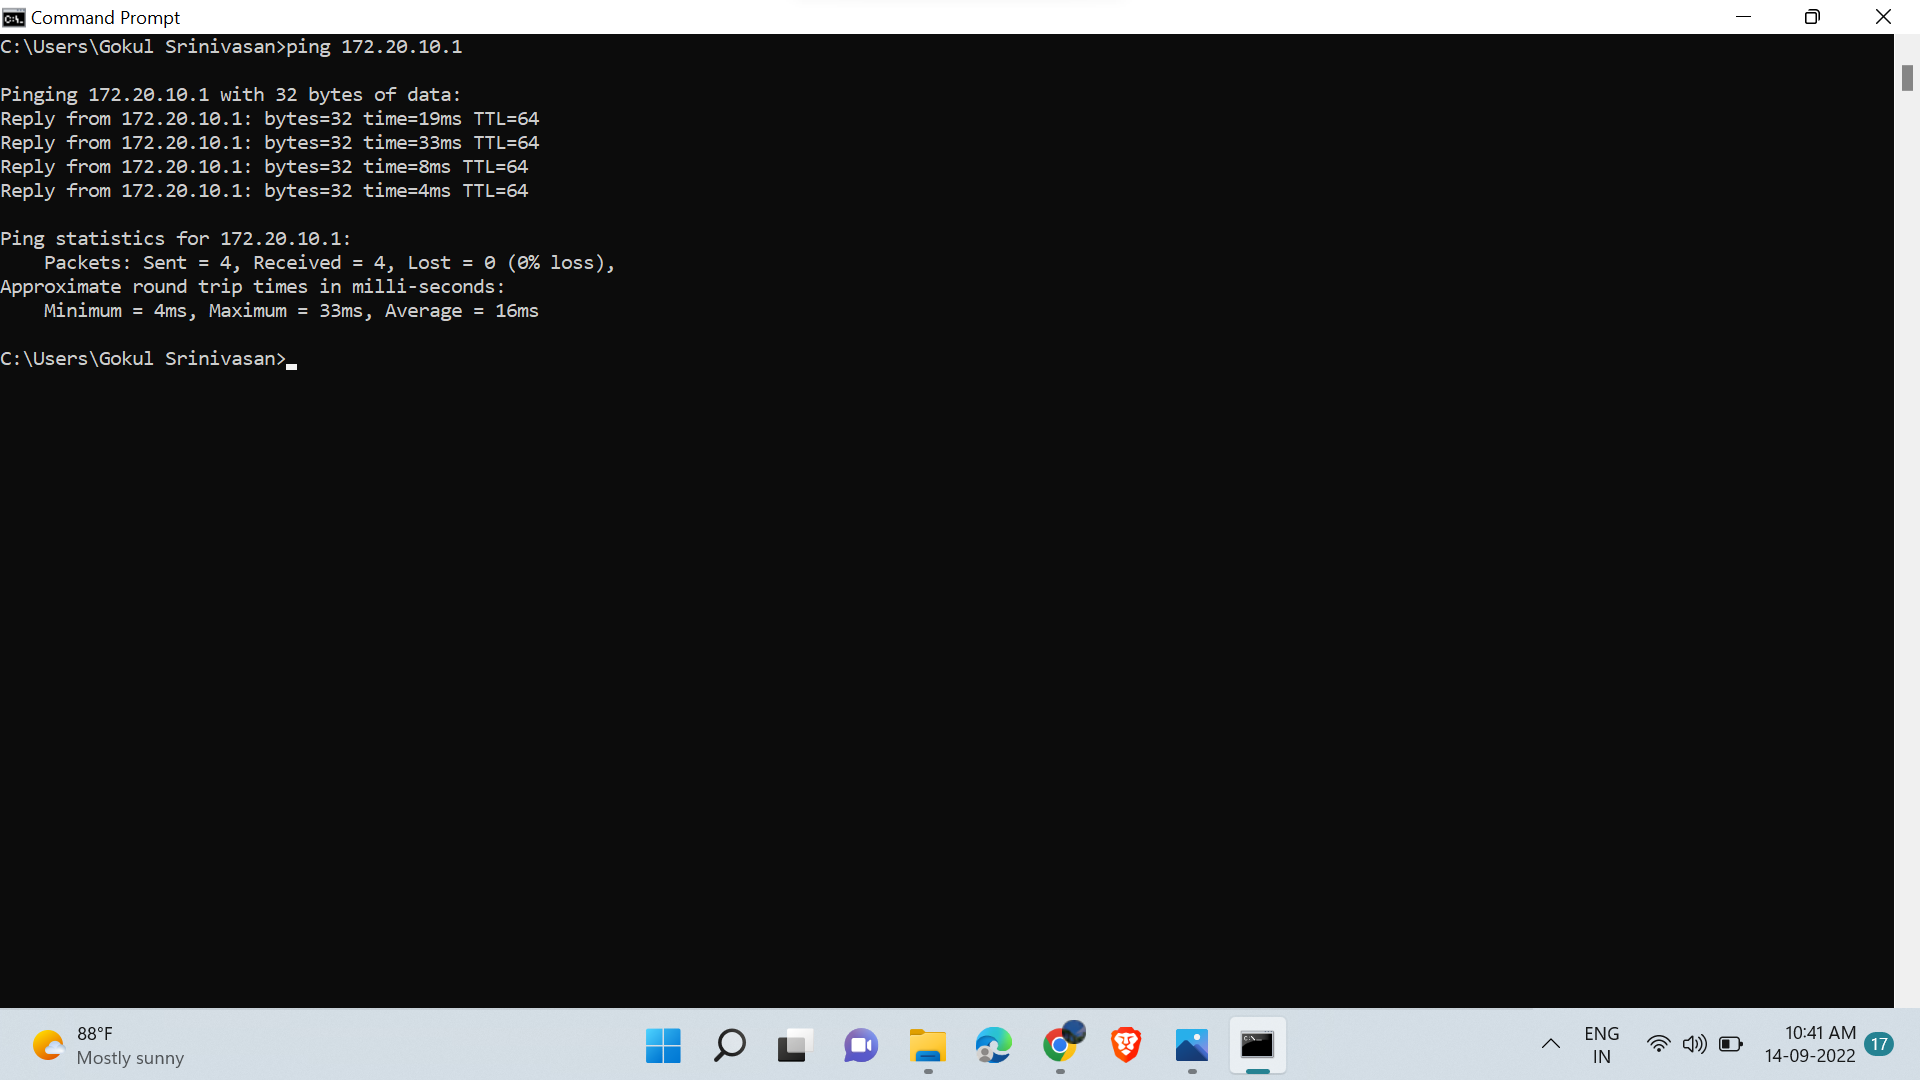 Command Prompt
C:\Users\Gokul Srinivasan>ping 172.20.10.1
Pinging 172.20.10.1 with 32 bytes of data:
Reply from 172.20.10.1: bytes=32 time=19ms TTL=64
Reply from 172.20.10.1: bytes=32 time=33ms TTL=64
Reply from 172.20.10.1: bytes=32 time=8ms TTL=64
Reply from 172.20.10.1: bytes=32 time=4ms TTL=64
Ping statistics for 172.20.10.1:
    Packets: Sent = 4, Received = 4, Lost = 0 (0% loss),
Approximate round trip times in milli-seconds:
    Minimum = 4ms, Maximum = 33ms, Average = 16ms
C:\Users\Gokul Srinivasan>
88°F
Mostly sunny
ENG
IN
10:41 AM
14-09-2022
17